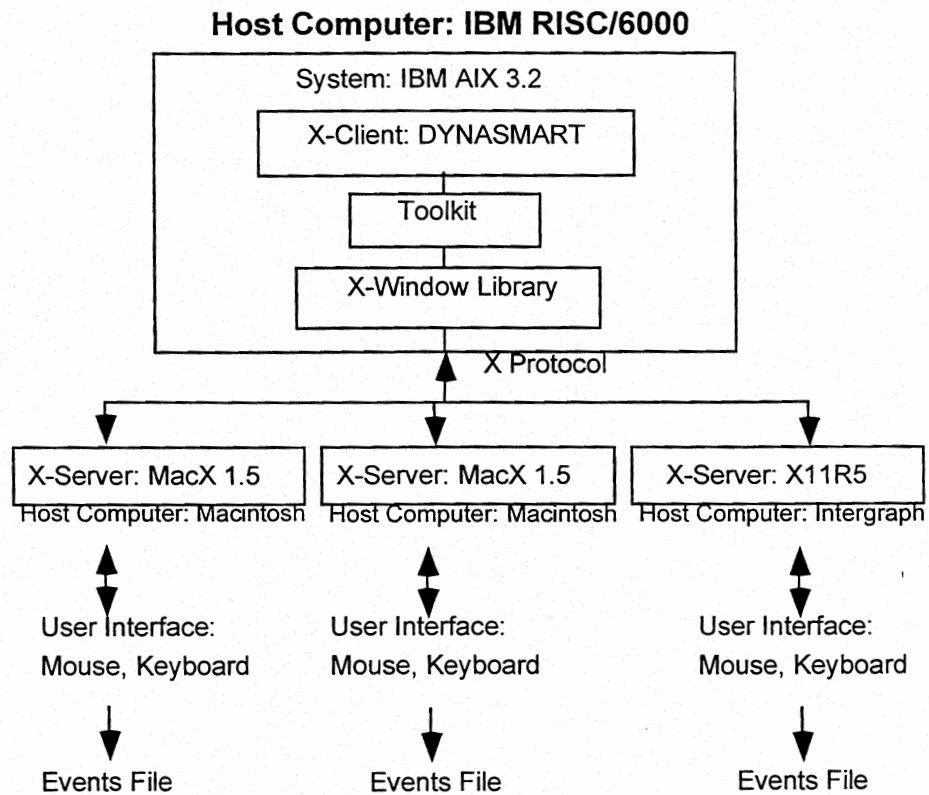 Host Computer: IBM RISC/6000
System: IBM AIX 3.2
X-Client: DYNASMART
Toolkit
X-Window Library
X Protocol
X-Server: MacX 1.5
Host Computer: Macintosh
X-Server: MacX 1.5
Host Computer: Macintosh
X-Server: X11R5
Host Computer: Intergraph
User Interface:
Mouse, Keyboard
User Interface:
Mouse, Keyboard
User Interface:
Mouse, Keyboard
Events File
Events File
Events File